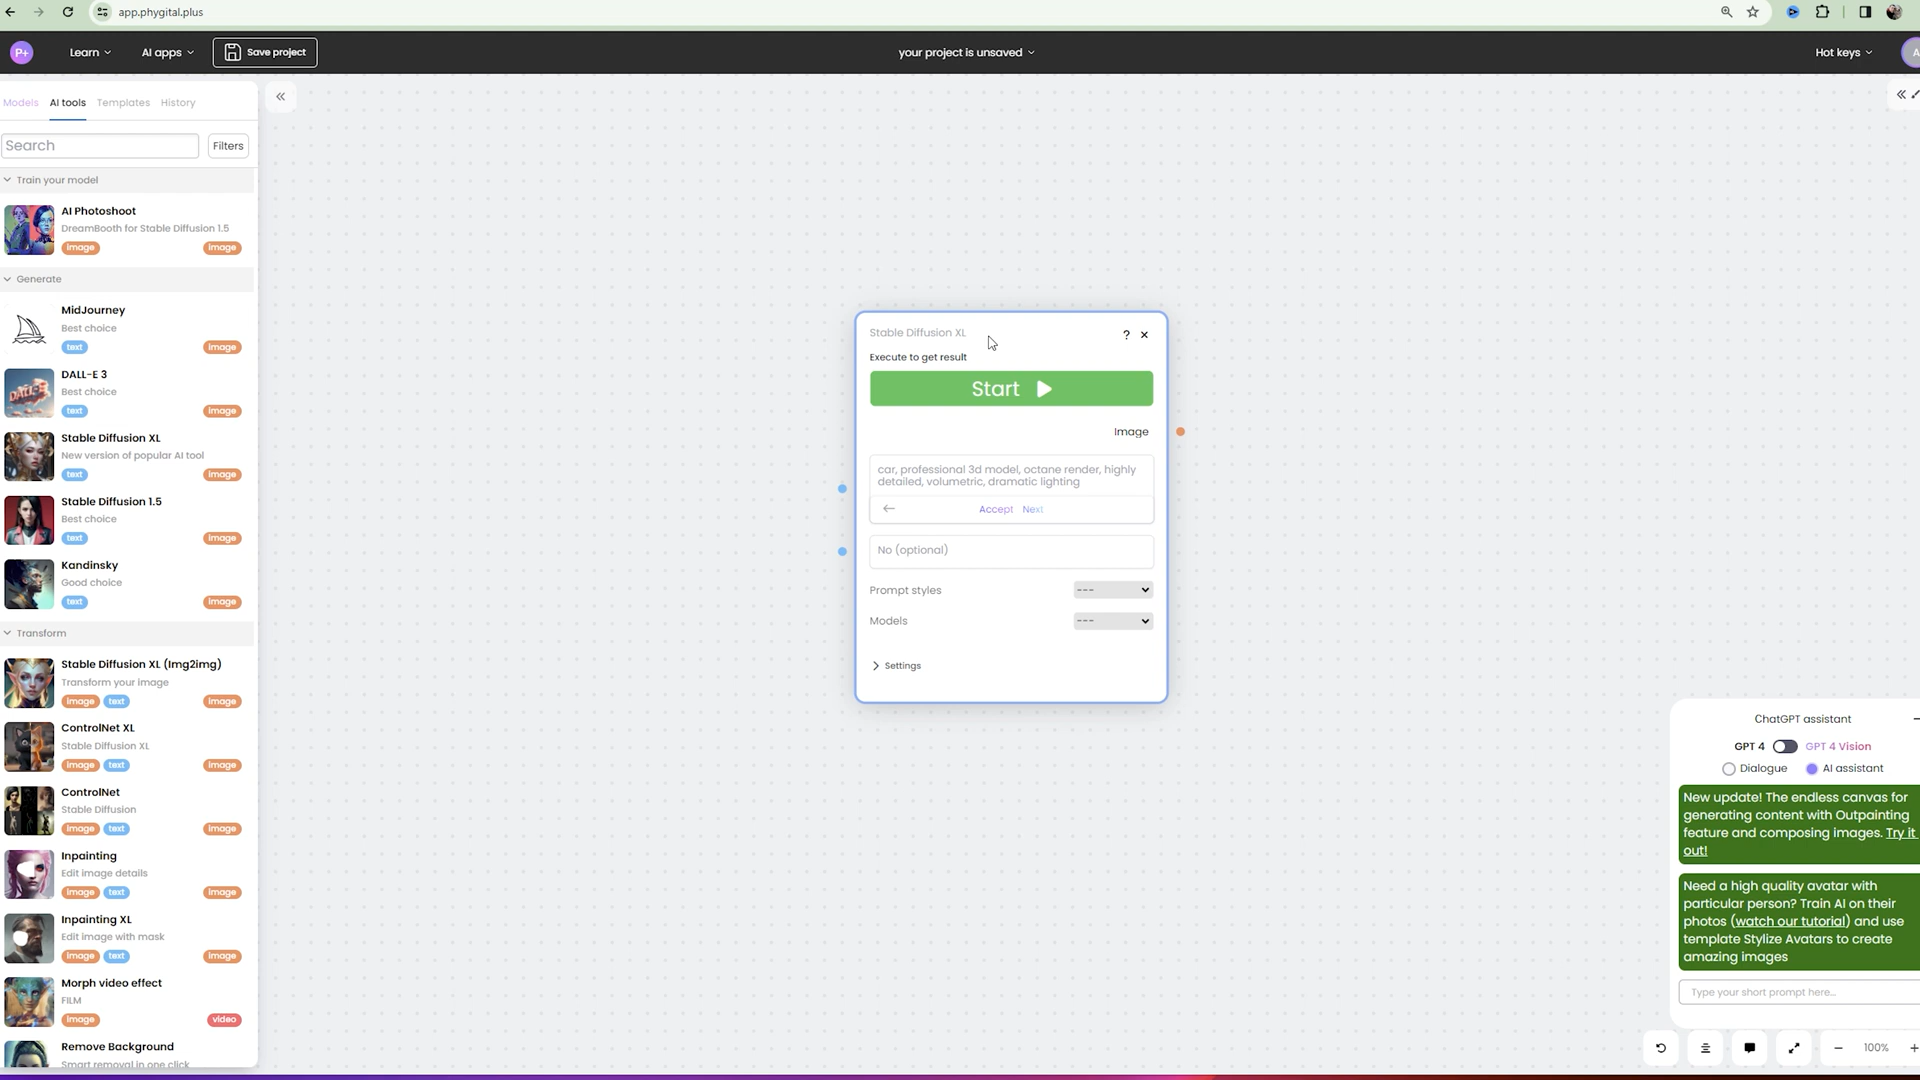 app.phygital.plus
P+
Learn
AI apps
Save project
your project is unsaved
Hot keys
A
Models
AI tools
Templates
History
Search
Filters
Train your model
AI Photoshoot
DreamBooth for Stable Diffusion 1.5
image
image
Generate
MidJourney
Best choice
text
image
DALL-E 3
Best choice
text
image
Stable Diffusion XL
New version of popular AI tool
text
image
Stable Diffusion 1.5
Best choice
text
image
Kandinsky
Good choice
text
image
Transform
Stable Diffusion XL (Img2img)
Transform your image
image text
image
ControlNet XL
Stable Diffusion XL
image text
image
ControlNet
Stable Diffusion
image text
image
Inpainting
Edit image details
image text
image
Inpainting XL
Edit image with mask
image text
image
Morph video effect
FILM
image
video
Remove Background
Smart removal in one click
Stable Diffusion XL
?
Execute to get result
Start
Image
car, professional 3d model, octane render, highly
detailed, volumetric, dramatic lighting
Accept Next
No (optional)
Prompt styles
---
Models
---
Settings
ChatGPT assistant
GPT 4
GPT 4 Vision
Dialogue
AI assistant
New update! The endless canvas for
generating content with Outpainting
feature and composing images. Try it
out!
Need a high quality avatar with
particular person? Train AI on their
photos (watch our tutorial) and use
template Stylize Avatars to create
amazing images
Type your short prompt here...
100%